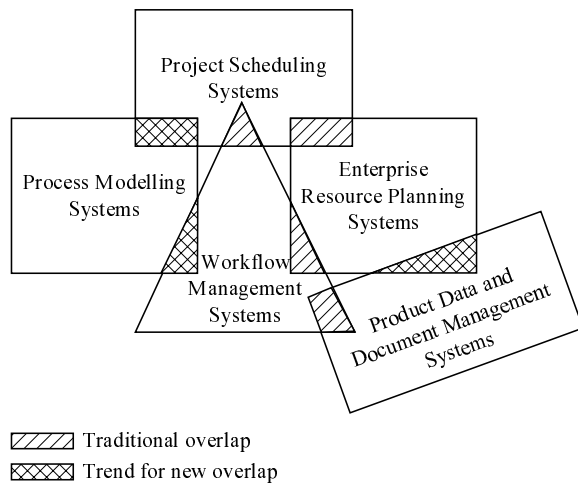 Project Scheduling
Systems
Process Modelling
Systems
Enterprise
Resource Planning
Systems
Workflow
Management
Systems
Product Data and
Document Management
Systems
Traditional overlap
Trend for new overlap